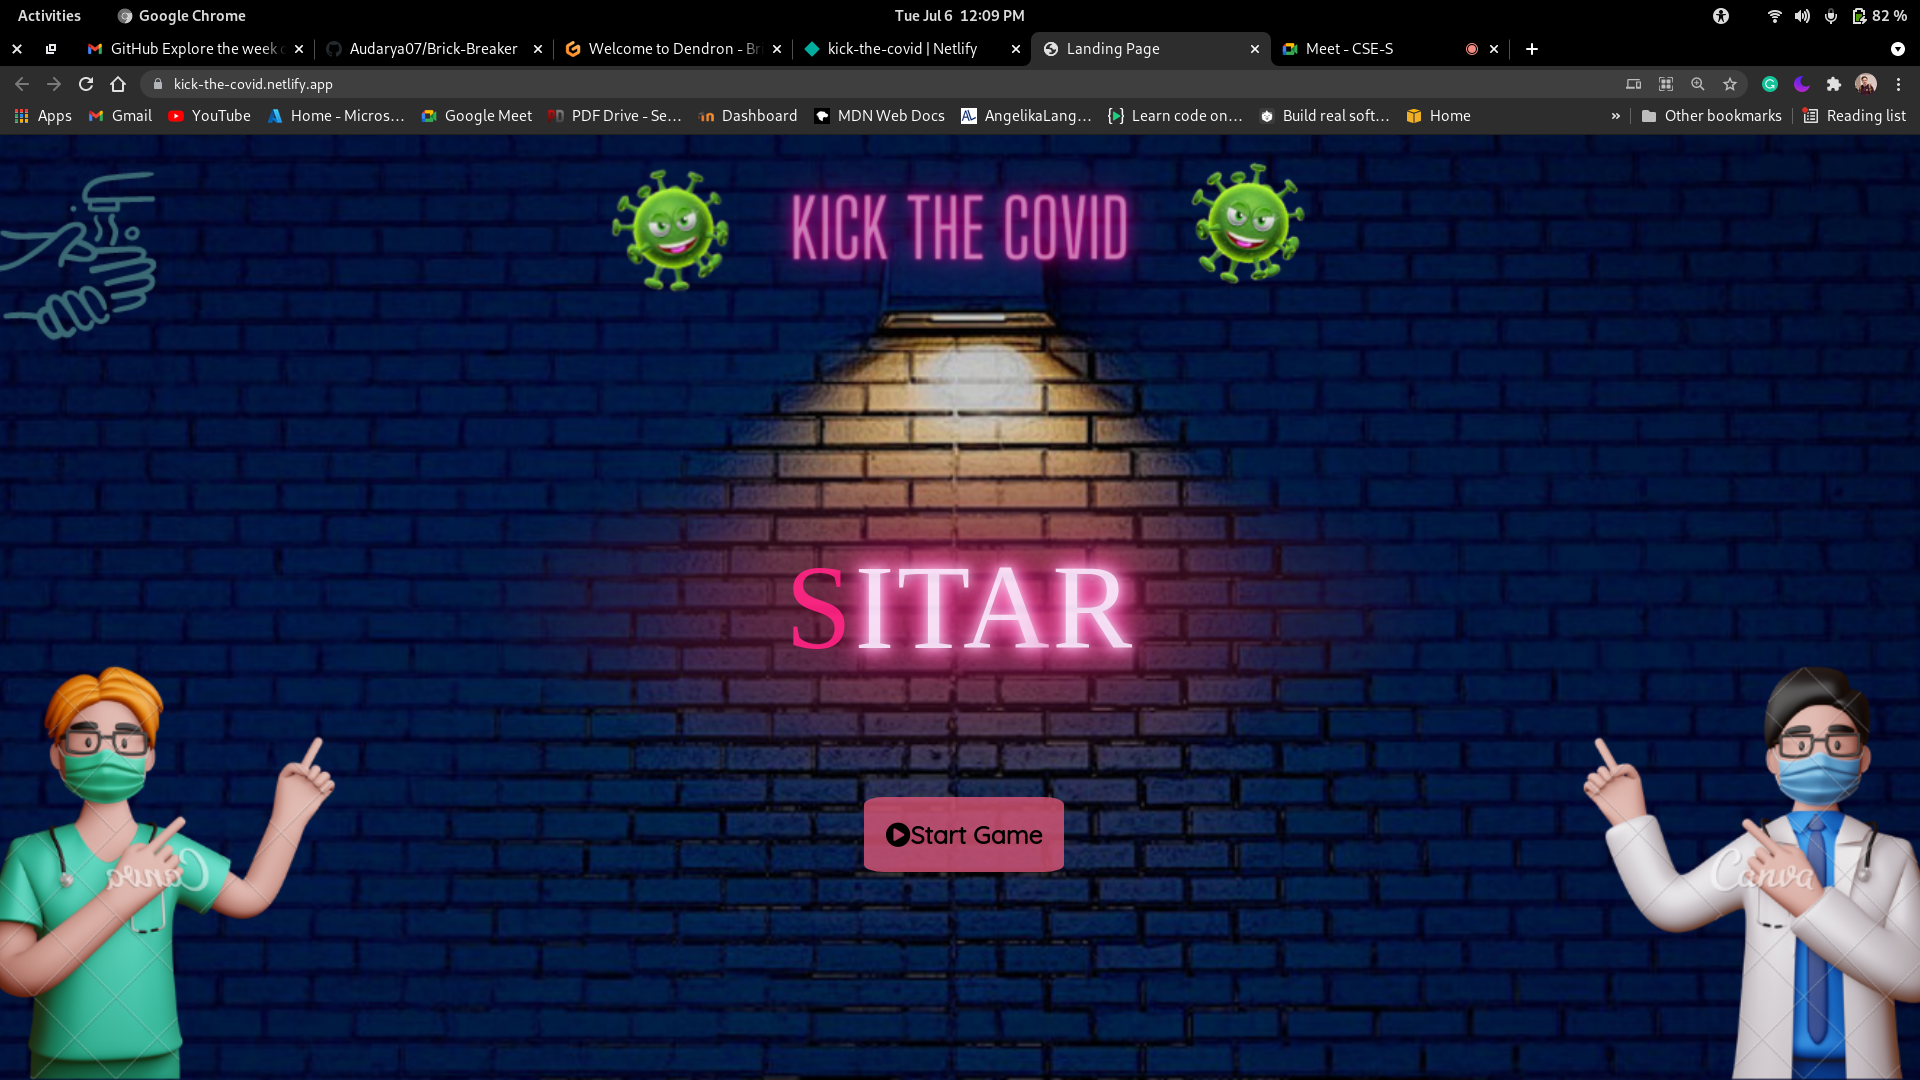 Activities Google Chrome Tue Jul 6 12:09 PM 82 %
GitHub Explore the week o Audarya07/Brick-Breaker Welcome to Dendron - Bri kick-the-covid | Netlify Landing Page Meet - CSE-S
kick-the-covid.netlify.app
Apps Gmail YouTube Home - Micros... Google Meet PDF Drive - Se... Dashboard MDN Web Docs AngelikaLang... Learn code on... Build real soft... Home » Other bookmarks Reading list
KICK THE COVID
SITAR
Start Game
Canva Canva